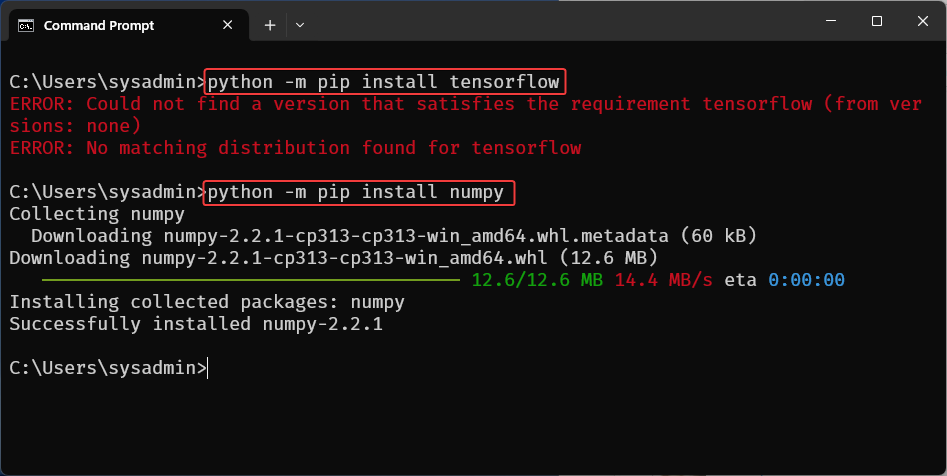 Command Prompt
C:\Users\sysadmin>python -m pip install tensorflow
ERROR: Could not find a version that satisfies the requirement tensorflow (from ver
sions: none)
ERROR: No matching distribution found for tensorflow
C:\Users\sysadmin>python -m pip install numpy
Collecting numpy
  Downloading numpy-2.2.1-cp313-cp313-win_amd64.whl.metadata (60 kB)
Downloading numpy-2.2.1-cp313-cp313-win_amd64.whl (12.6 MB)
12.6/12.6 MB 14.4 MB/s eta 0:00:00
Installing collected packages: numpy
Successfully installed numpy-2.2.1
C:\Users\sysadmin>